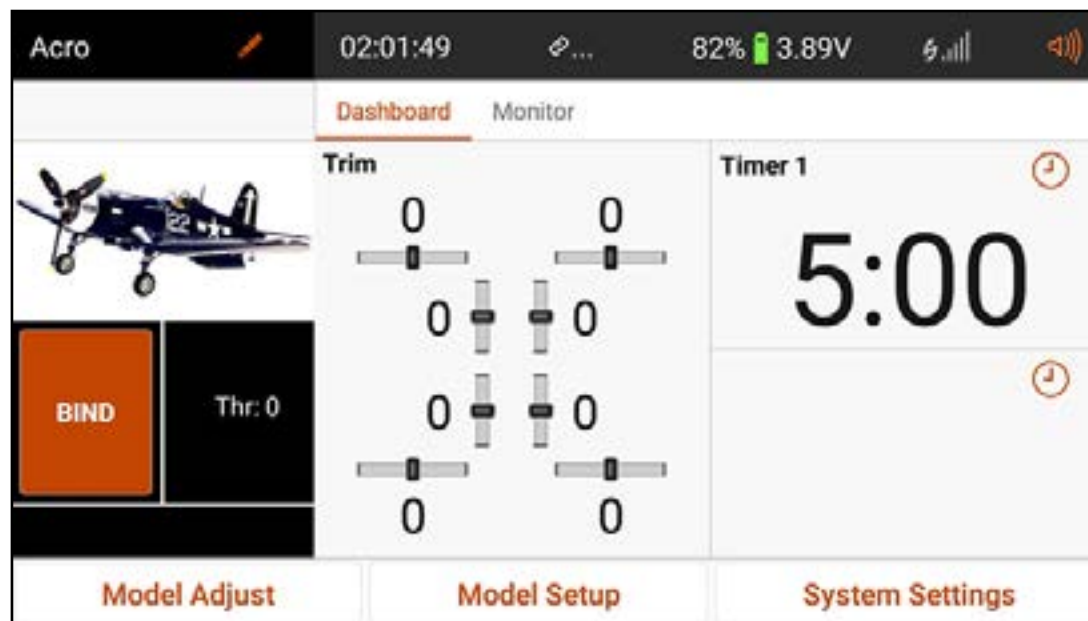 Acro 02:01:49 ... 82% 3.89V
Dashboard Monitor
Trim Timer 1
0 0
5:00
0 0
BIND Thr: 0 0 0
0 0
Model Adjust Model Setup System Settings